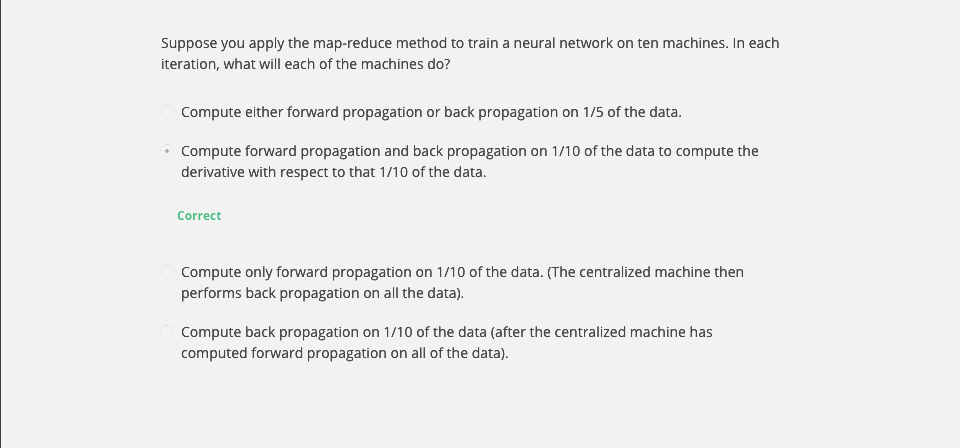 Suppose you apply the map-reduce method to train a neural network on ten machines. In each
iteration, what will each of the machines do?
Compute either forward propagation or back propagation on 1/5 of the data.
Compute forward propagation and back propagation on 1/10 of the data to compute the
derivative with respect to that 1/10 of the data.
Correct
Compute only forward propagation on 1/10 of the data. (The centralized machine then
performs back propagation on all the data).
Compute back propagation on 1/10 of the data (after the centralized machine has
computed forward propagation on all of the data).